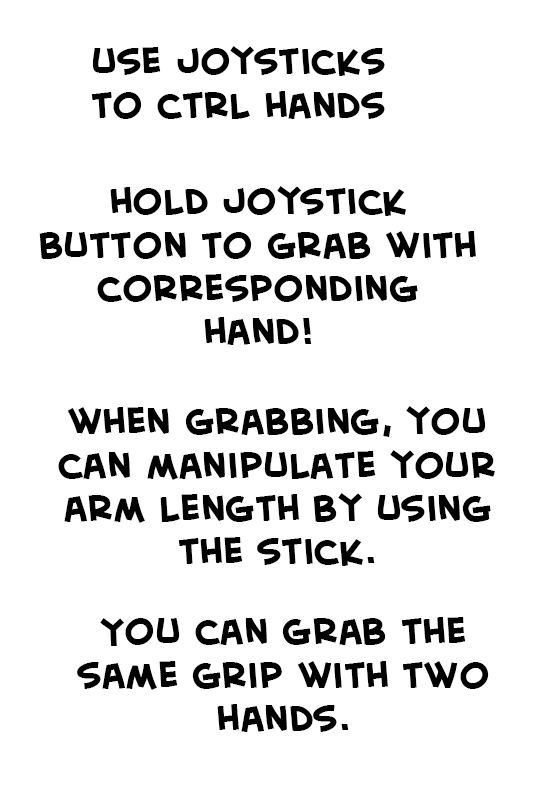 USE JOYSTICKS
TO CTRL HANDS
HOLD JOYSTICK
BUTTON TO GRAB WITH
CORRESPONDING
HAND!
WHEN GRABBING, YOU
CAN MANIPULATE YOUR
ARM LENGTH BY USING
THE STICK.
YOU CAN GRAB THE
SAME GRIP WITH TWO
HANDS.